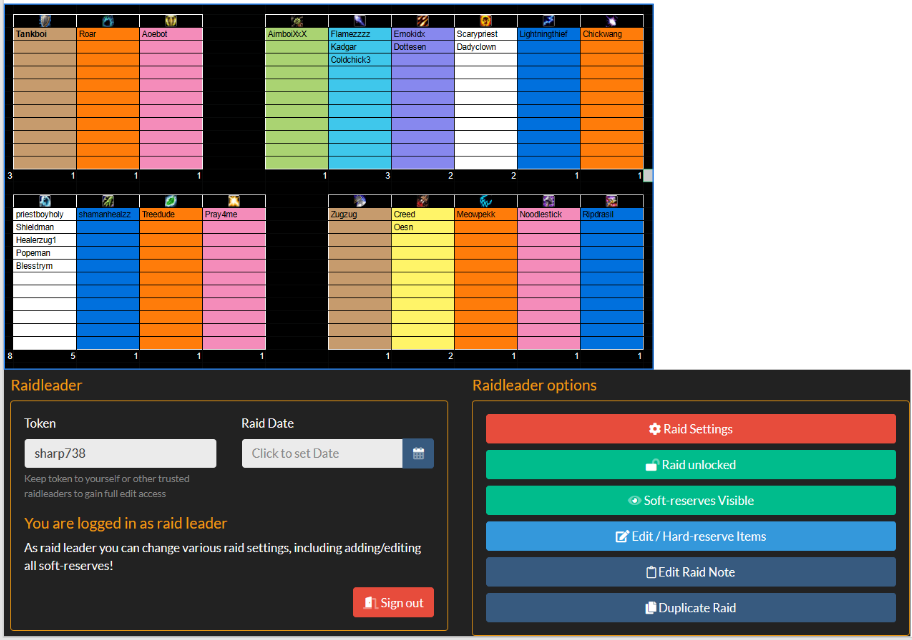 Tankboi Roar Aoebot AimboiXxX Flamezzzz Emokidx Scarypriest Lightningthief Chickwang
Kadgar Dottesen Dadyclown
Coldchick3
3 1 1 1 1 3 2 2 1 1
priestboyholy shamanhealzz Treedude Pray4me Zugzug Creed Meowpekk Noodlestick Ripdrasil
Shieldman Oesn
Healerzug1
Popeman
Blesstrym
8 5 1 1 1 1 2 1 1 1
Raidleader
Token Raid Date
sharp738 Click to set Date
Keep token to yourself or other trusted
raidleaders to gain full edit access
You are logged in as raid leader
As raid leader you can change various raid settings, including adding/editing
all soft-reserves!
Sign out
Raidleader options
Raid Settings
Raid unlocked
Soft-reserves Visible
Edit / Hard-reserve Items
Edit Raid Note
Duplicate Raid